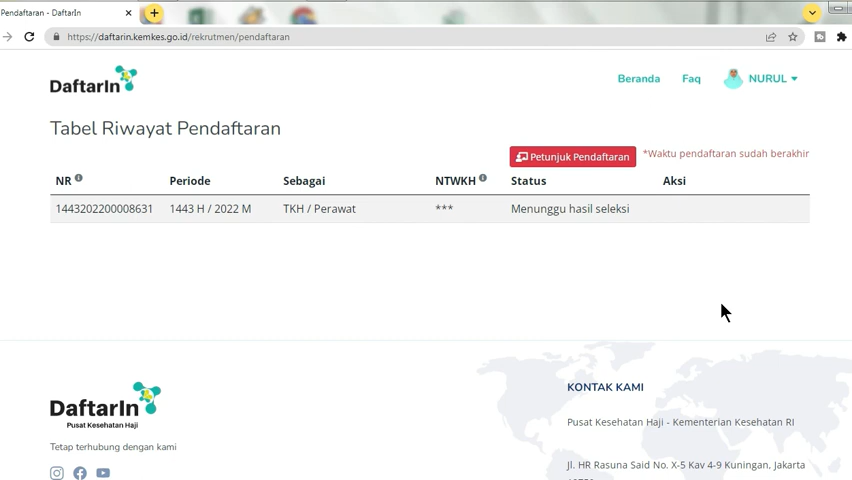 Pendaftaran - DaftarIn
https://daftarin.kemkes.go.id/rekrutmen/pendaftaran
DaftarIn
Beranda Faq NURUL
Tabel Riwayat Pendaftaran
Petunjuk Pendaftaran *Waktu pendaftaran sudah berakhir
NR Periode Sebagai NTWKH Status Aksi
1443202200008631 1443 H / 2022 M TKH / Perawat *** Menunggu hasil seleksi
DaftarIn
Pusat Kesehatan Haji
Tetap terhubung dengan kami
KONTAK KAMI
Pusat Kesehatan Haji - Kementerian Kesehatan RI
Jl. HR Rasuna Said No. X-5 Kav 4-9 Kuningan, Jakarta